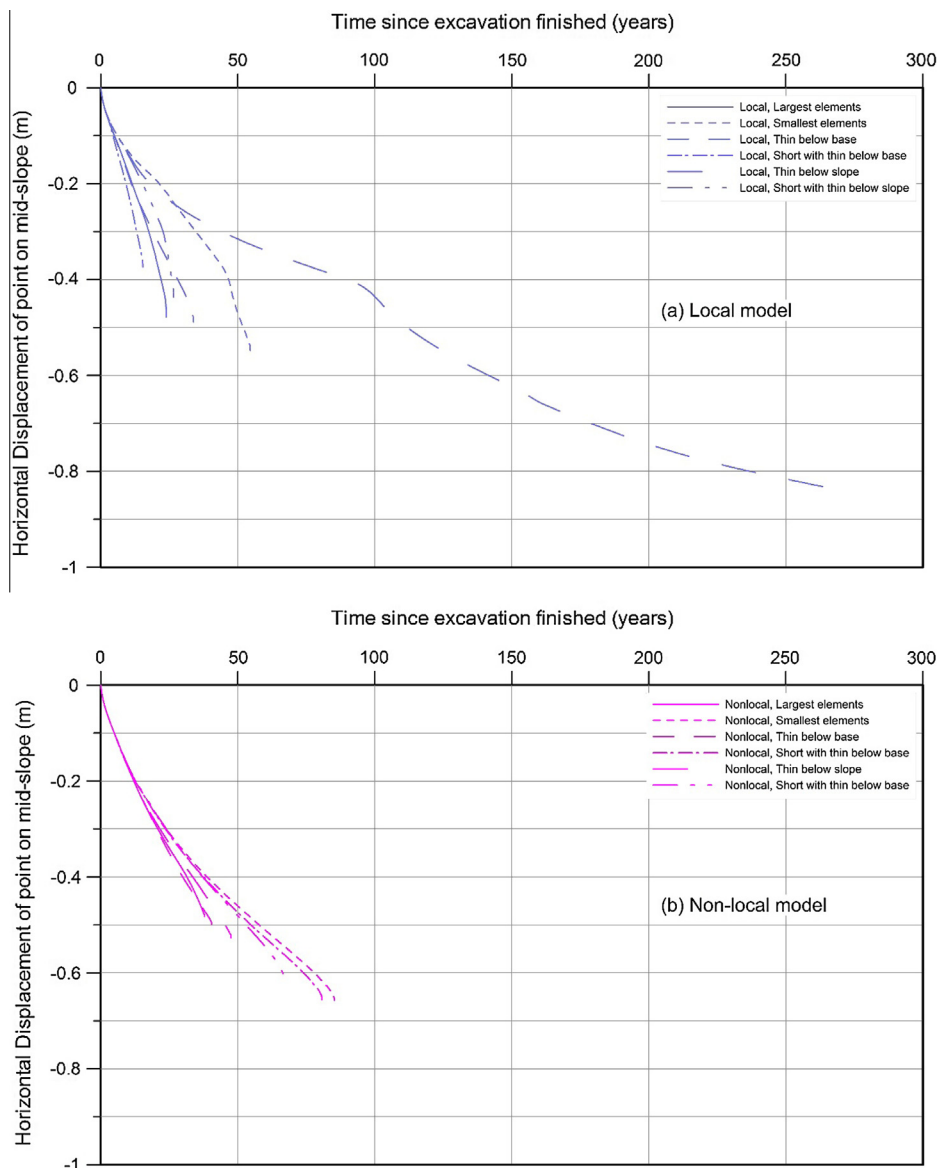 Time since excavation finished (years)
0 50 100 150 200 250 300
Horizontal Displacement of point on mid-slope (m)
0
-0.2
-0.4
-0.6
-0.8
-1
Local, Largest elements
Local, Smallest elements
Local, Thin below base
Local, Short with thin below base
Local, Thin below slope
Local, Short with thin below slope
(a) Local model
Time since excavation finished (years)
0 50 100 150 200 250 300
Horizontal Displacement of point on mid-slope (m)
0
-0.2
-0.4
-0.6
-0.8
-1
Nonlocal, Largest elements
Nonlocal, Smallest elements
Nonlocal, Thin below base
Nonlocal, Short with thin below base
Nonlocal, Thin below slope
Nonlocal, Short with thin below base
(b) Non-local model